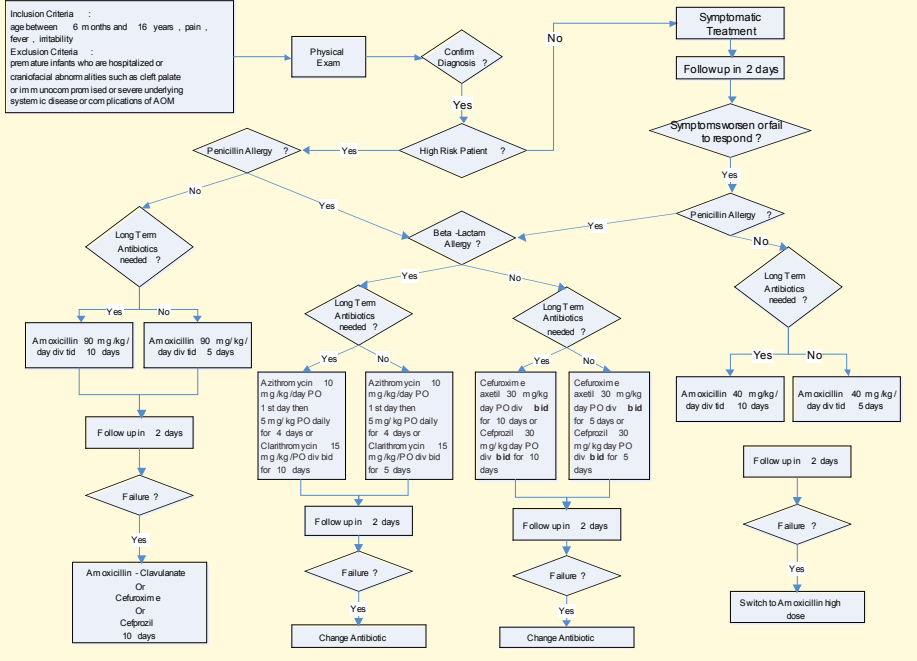 Inclusion Criteria :
age between 6 months and 16 years , pain ,
fever , irritability
Exclusion Criteria :
premature infants who are hospitalized or
craniofacial abnormalities such as cleft palate
or immunocompromised or severe underlying
systemic disease or complications of AOM
Physical
Exam
Confirm
Diagnosis ?
No
Symptomatic
Treatment
Followup in 2 days
Yes
Symptomsworsen or fail
to respond ?
Penicillin Allergy ?
Yes
High Risk Patient ?
Yes
No
Yes
Penicillin Allergy ?
Yes
No
Long Term
Antibiotics
needed ?
Beta -Lactam
Allergy ?
Long Term
Antibiotics
needed ?
Yes
No
Long Term
Antibiotics
needed ?
Long Term
Antibiotics
needed ?
Yes
No
Amoxicillin 90 mg/kg/
day div tid 10 days
Amoxicillin 90 mg/kg/
day div tid 5 days
Yes
No
Yes
No
Yes
No
Azithromycin 10
mg/kg/day PO
1 st day then
5 mg/kg PO daily
for 4 days or
Clarithromycin 15
mg/kg/PO div bid
for 10 days
Azithromycin 10
mg/kg/day PO
1 st day then
5 mg/kg PO daily
for 4 days or
Clarithromycin 15
mg/kg/PO div bid
for 5 days
Cefuroxime
axetil 30 mg/kg
day PO div bid
for 10 days or
Cefprozil 30
mg/kg day PO
div bid for 10
days
Cefuroxime
axetil 30 mg/kg
day PO div bid
for 5 days or
Cefprozil 30
mg/kg day PO
div bid for 5
days
Amoxicillin 40 mg/kg/
day div tid 10 days
Amoxicillin 40 mg/kg/
day div tid 5 days
Follow up in 2 days
Failure ?
Yes
Amoxicillin - Clavulanate
Or
Cefuroxime
Or
Cefprozil
10 days
Follow up in 2 days
Failure ?
Yes
Change Antibiotic
Follow up in 2 days
Failure ?
Yes
Change Antibiotic
Follow up in 2 days
Failure ?
Yes
Switch to Amoxicillin high
dose